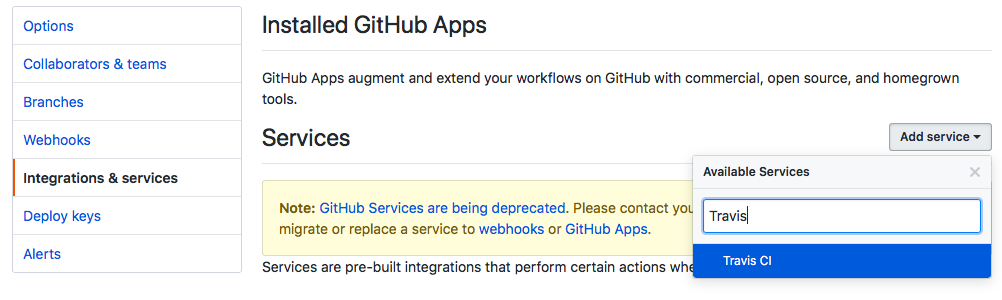 Options
Collaborators & teams
Branches
Webhooks
Integrations & services
Deploy keys
Alerts
Installed GitHub Apps
GitHub Apps augment and extend your workflows on GitHub with commercial, open source, and homegrown
tools.
Services
Add service
Available Services
Travis
Travis CI
Note: GitHub Services are being deprecated. Please contact you
migrate or replace a service to webhooks or GitHub Apps.
Services are pre-built integrations that perform certain actions whe